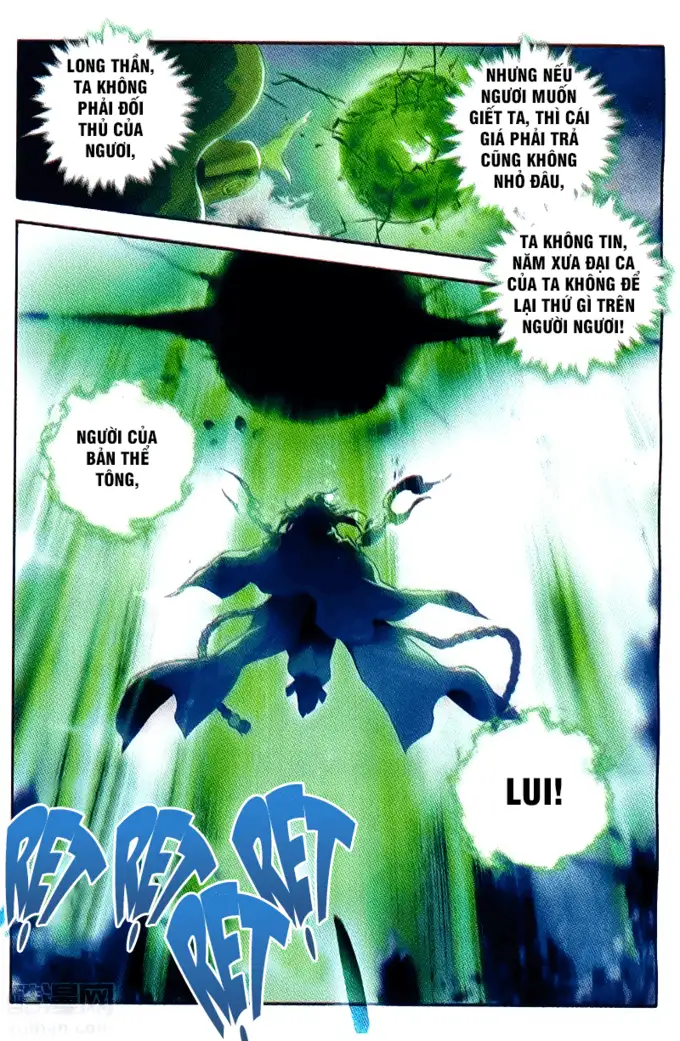 LONG THẦN,
TA KHÔNG
PHẢI ĐỐI
THỦ CỦA
NGƯƠI,
NHƯNG NẾU
NGƯƠI MUỐN
GIẾT TA, THÌ CÁI
GIÁ PHẢI TRẢ
CŨNG KHÔNG
NHỎ ĐÂU,
TA KHÔNG TIN,
NĂM XƯA ĐẠI CA
CỦA TA KHÔNG ĐỂ
LẠI THỨ GÌ TRÊN
NGƯỜI NGƯƠI!
NGƯỜI CỦA
BẢN THỂ
TÔNG,
LUI!
RẸT
RẸT
RẸT
RẸT